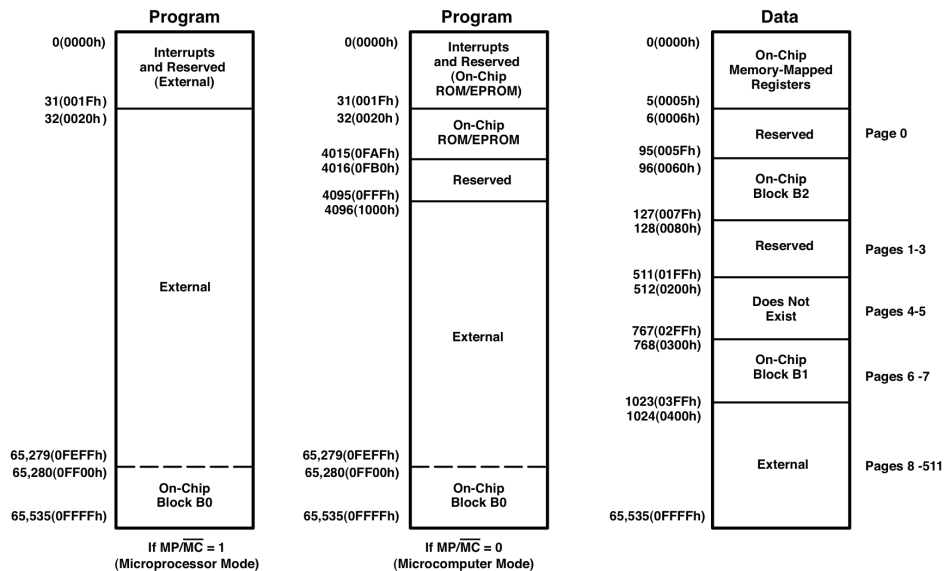 Program
0(0000h)
Interrupts
and Reserved
(External)
31(001Fh)
32(0020h)
External
65,279(0FEFFh)
65,280(0FF00h)
On-Chip
Block B0
65,535(0FFFFh)
If MP/M̅C̅ = 1
(Microprocessor Mode)
Program
0(0000h)
Interrupts
and Reserved
(On-Chip
ROM/EPROM)
31(001Fh)
32(0020h)
On-Chip
ROM/EPROM
4015(0FAFh)
4016(0FB0h)
Reserved
4095(0FFFh)
4096(1000h)
External
65,279(0FEFFh)
65,280(0FF00h)
On-Chip
Block B0
65,535(0FFFFh)
If MP/M̅C̅ = 0
(Microcomputer Mode)
Data
0(0000h)
On-Chip
Memory-Mapped
Registers
5(0005h)
6(0006h)
Reserved
Page 0
95(005Fh)
96(0060h)
On-Chip
Block B2
127(007Fh)
128(0080h)
Reserved
Pages 1-3
511(01FFh)
512(0200h)
Does Not
Exist
Pages 4-5
767(02FFh)
768(0300h)
On-Chip
Block B1
Pages 6 -7
1023(03FFh)
1024(0400h)
External
Pages 8 -511
65,535(0FFFFh)